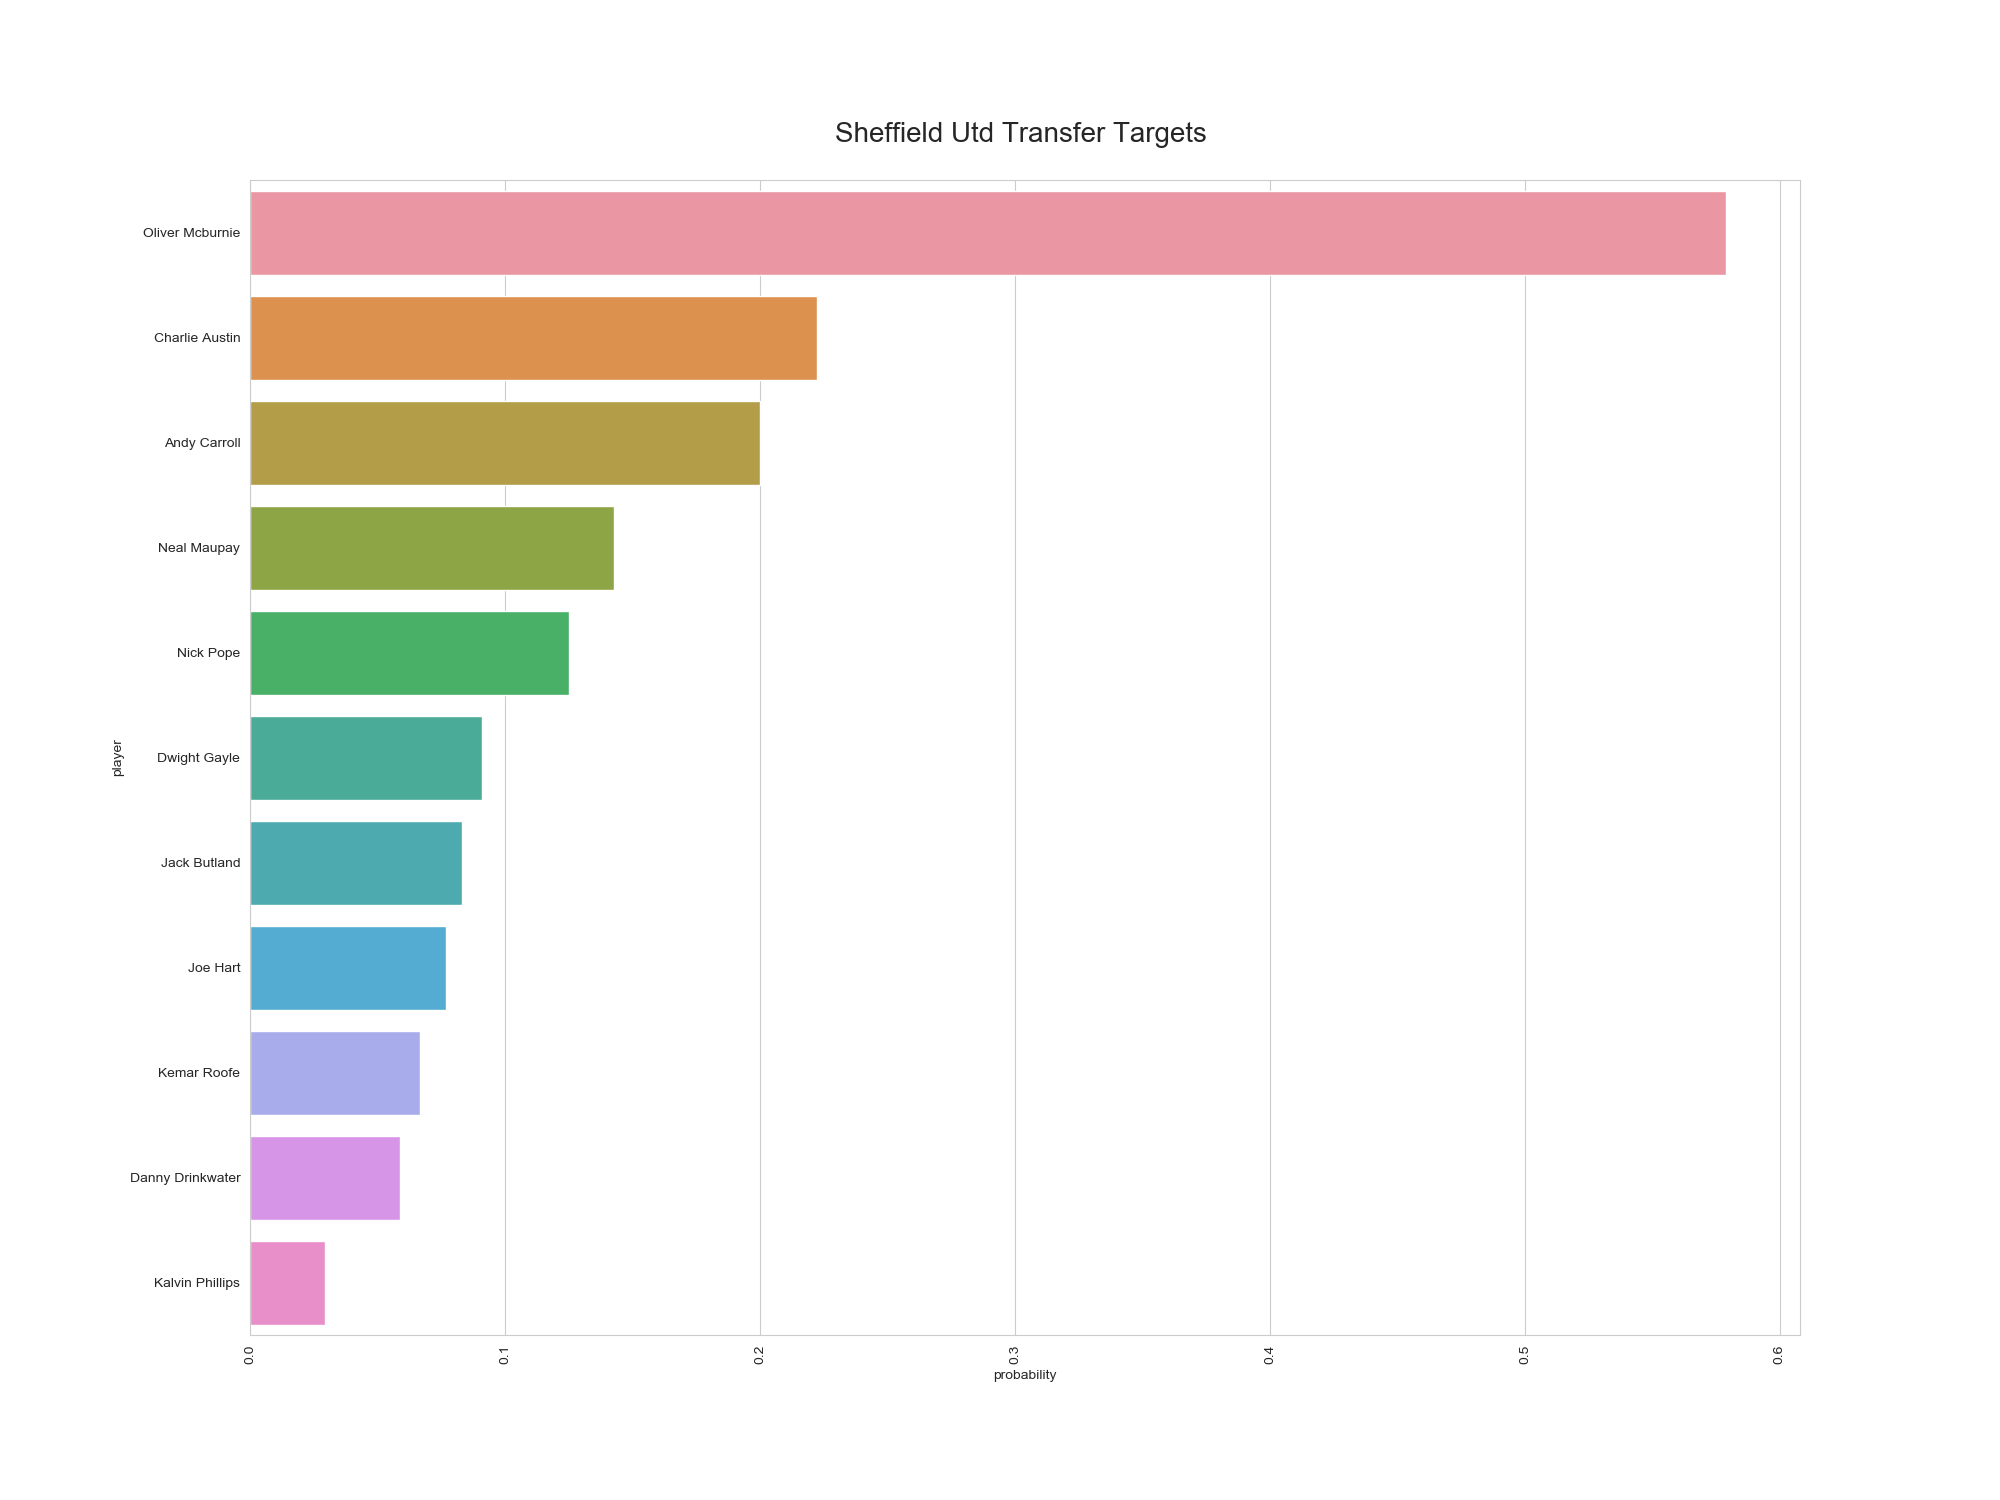 Sheffield Utd Transfer Targets
Oliver Mcburnie
Charlie Austin
Andy Carroll
Neal Maupay
Nick Pope
Dwight Gayle
Jack Butland
Joe Hart
Kemar Roofe
Danny Drinkwater
Kalvin Phillips
player
0.0
0.1
0.2
0.3
0.4
0.5
0.6
probability